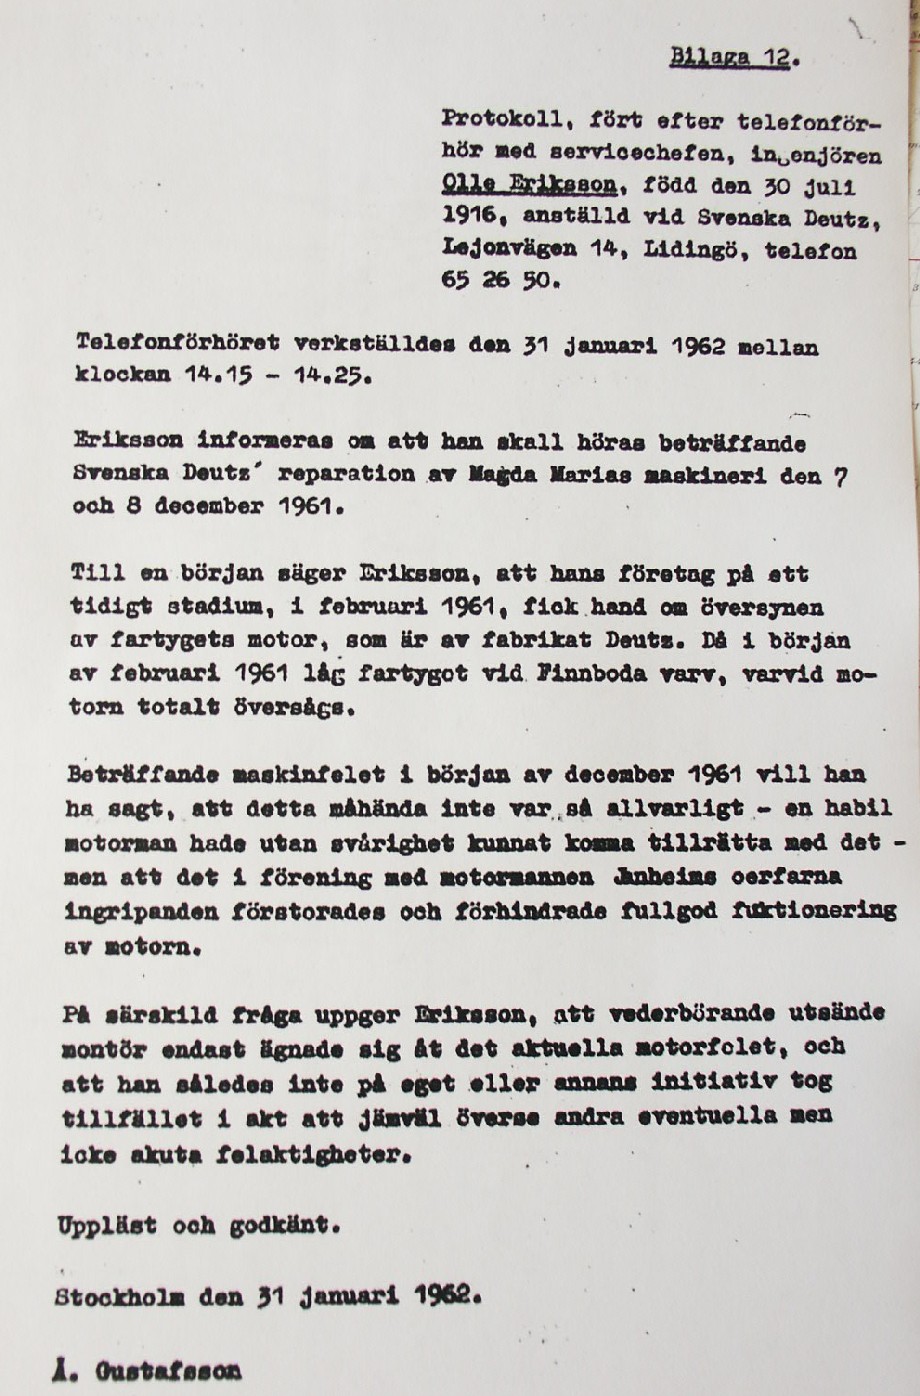 Bilaga 12.
Protokoll, fört efter telefonför-
hör med servicechefen, ingenjören
Olle Eriksson, född den 30 juli
1916, anställd vid Svenska Deutz,
Lejonvägen 14, Lidingö, telefon
65 26 50.
Telefonförhöret verkställdes den 31 januari 1962 mellan
klockan 14.15 - 14.25.
Eriksson informeras om att han skall höras beträffande
Svenska Deutz' reparation av Magda Marias maskineri den 7
och 8 december 1961.
Till en början säger Eriksson, att hans företag på ett
tidigt stadium, i februari 1961, fick hand om översynen
av fartygets motor, som är av fabrikat Deutz. Då i början
av februari 1961 låg fartyget vid Finnboda varv, varvid mo-
torn totalt översågs.
Beträffande maskinfelet i början av december 1961 vill han
ha sagt, att detta måhända inte var så allvarligt - en habil
motorman hade utan svårighet kunnat komma tillrätta med det -
men att det i förening med motormannen Janheims oerfarna
ingripanden förstorades och förhindrade fullgod fuktionering
av motorn.
På särskild fråga uppger Eriksson, att vederbörande utsände
montör endast ägnade sig åt det aktuella motorfelet, och
att han således inte på eget eller annans initiativ tog
tillfället i akt att jämväl överse andra eventuella men
icke akuta felaktigheter.
Uppläst och godkänt.
Stockholm den 31 januari 1962.
Å. Gustafsson